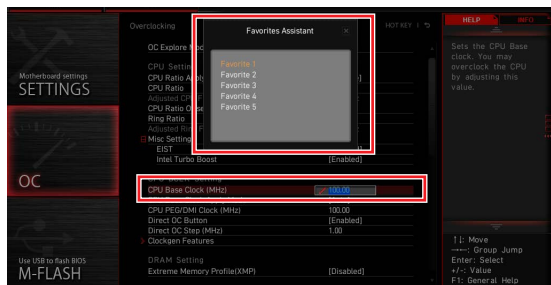 Overclocking
HOT KEY
HELP
INFO
Favorites Assistant
Favorite 1
Favorite 2
Favorite 3
Favorite 4
Favorite 5
Motherboard settings
SETTINGS
OC
Use USB to flash BIOS
M-FLASH
OC Explore
CPU
CPU Ratio
CPU Ratio
Adjusted
CPU Ratio
Ring Ratio
Adjusted
Misc Setting
EIST
Intel Turbo Boost [Enabled]
CPU Base Clock (MHz) 100.00
CPU PEG/DMI Clock (MHz) 100.00
Direct OC Button [Enabled]
Direct OC Step (MHz) 1.00
Clockgen Features
DRAM Setting
Extreme Memory Profile(XMP) [Disabled]
Sets the CPU Base
clock. You may
overclock the CPU
by adjusting this
value.
↑↓: Move
→←: Group Jump
Enter: Select
+/-: Value
F1: General Help